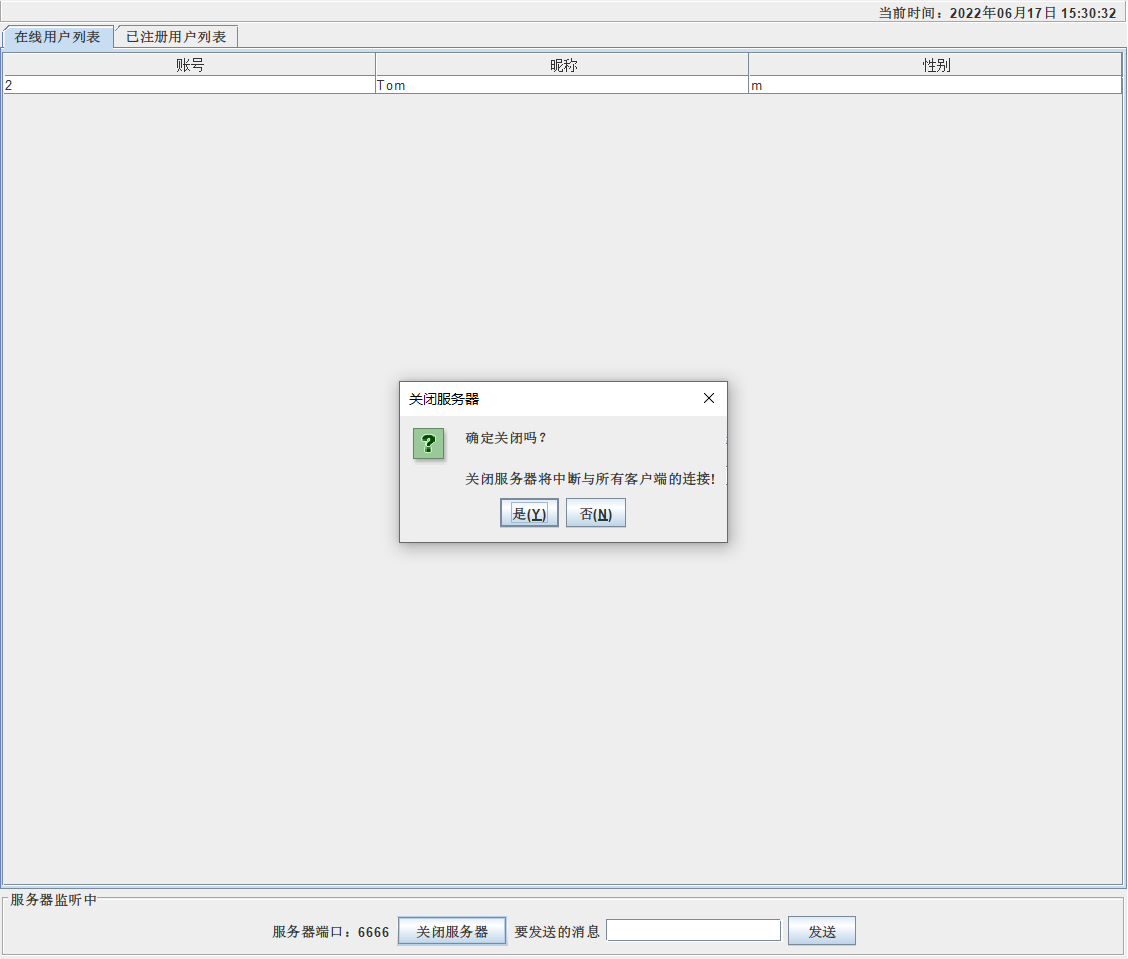 当前时间：2022年06月17日 15:30:32
在线用户列表 已注册用户列表
账号 昵称 性别
2 Tom m
关闭服务器
确定关闭吗？
关闭服务器将中断与所有客户端的连接！
是(Y) 否(N)
服务器监听中
服务器端口：6666 关闭服务器 要发送的消息 发送